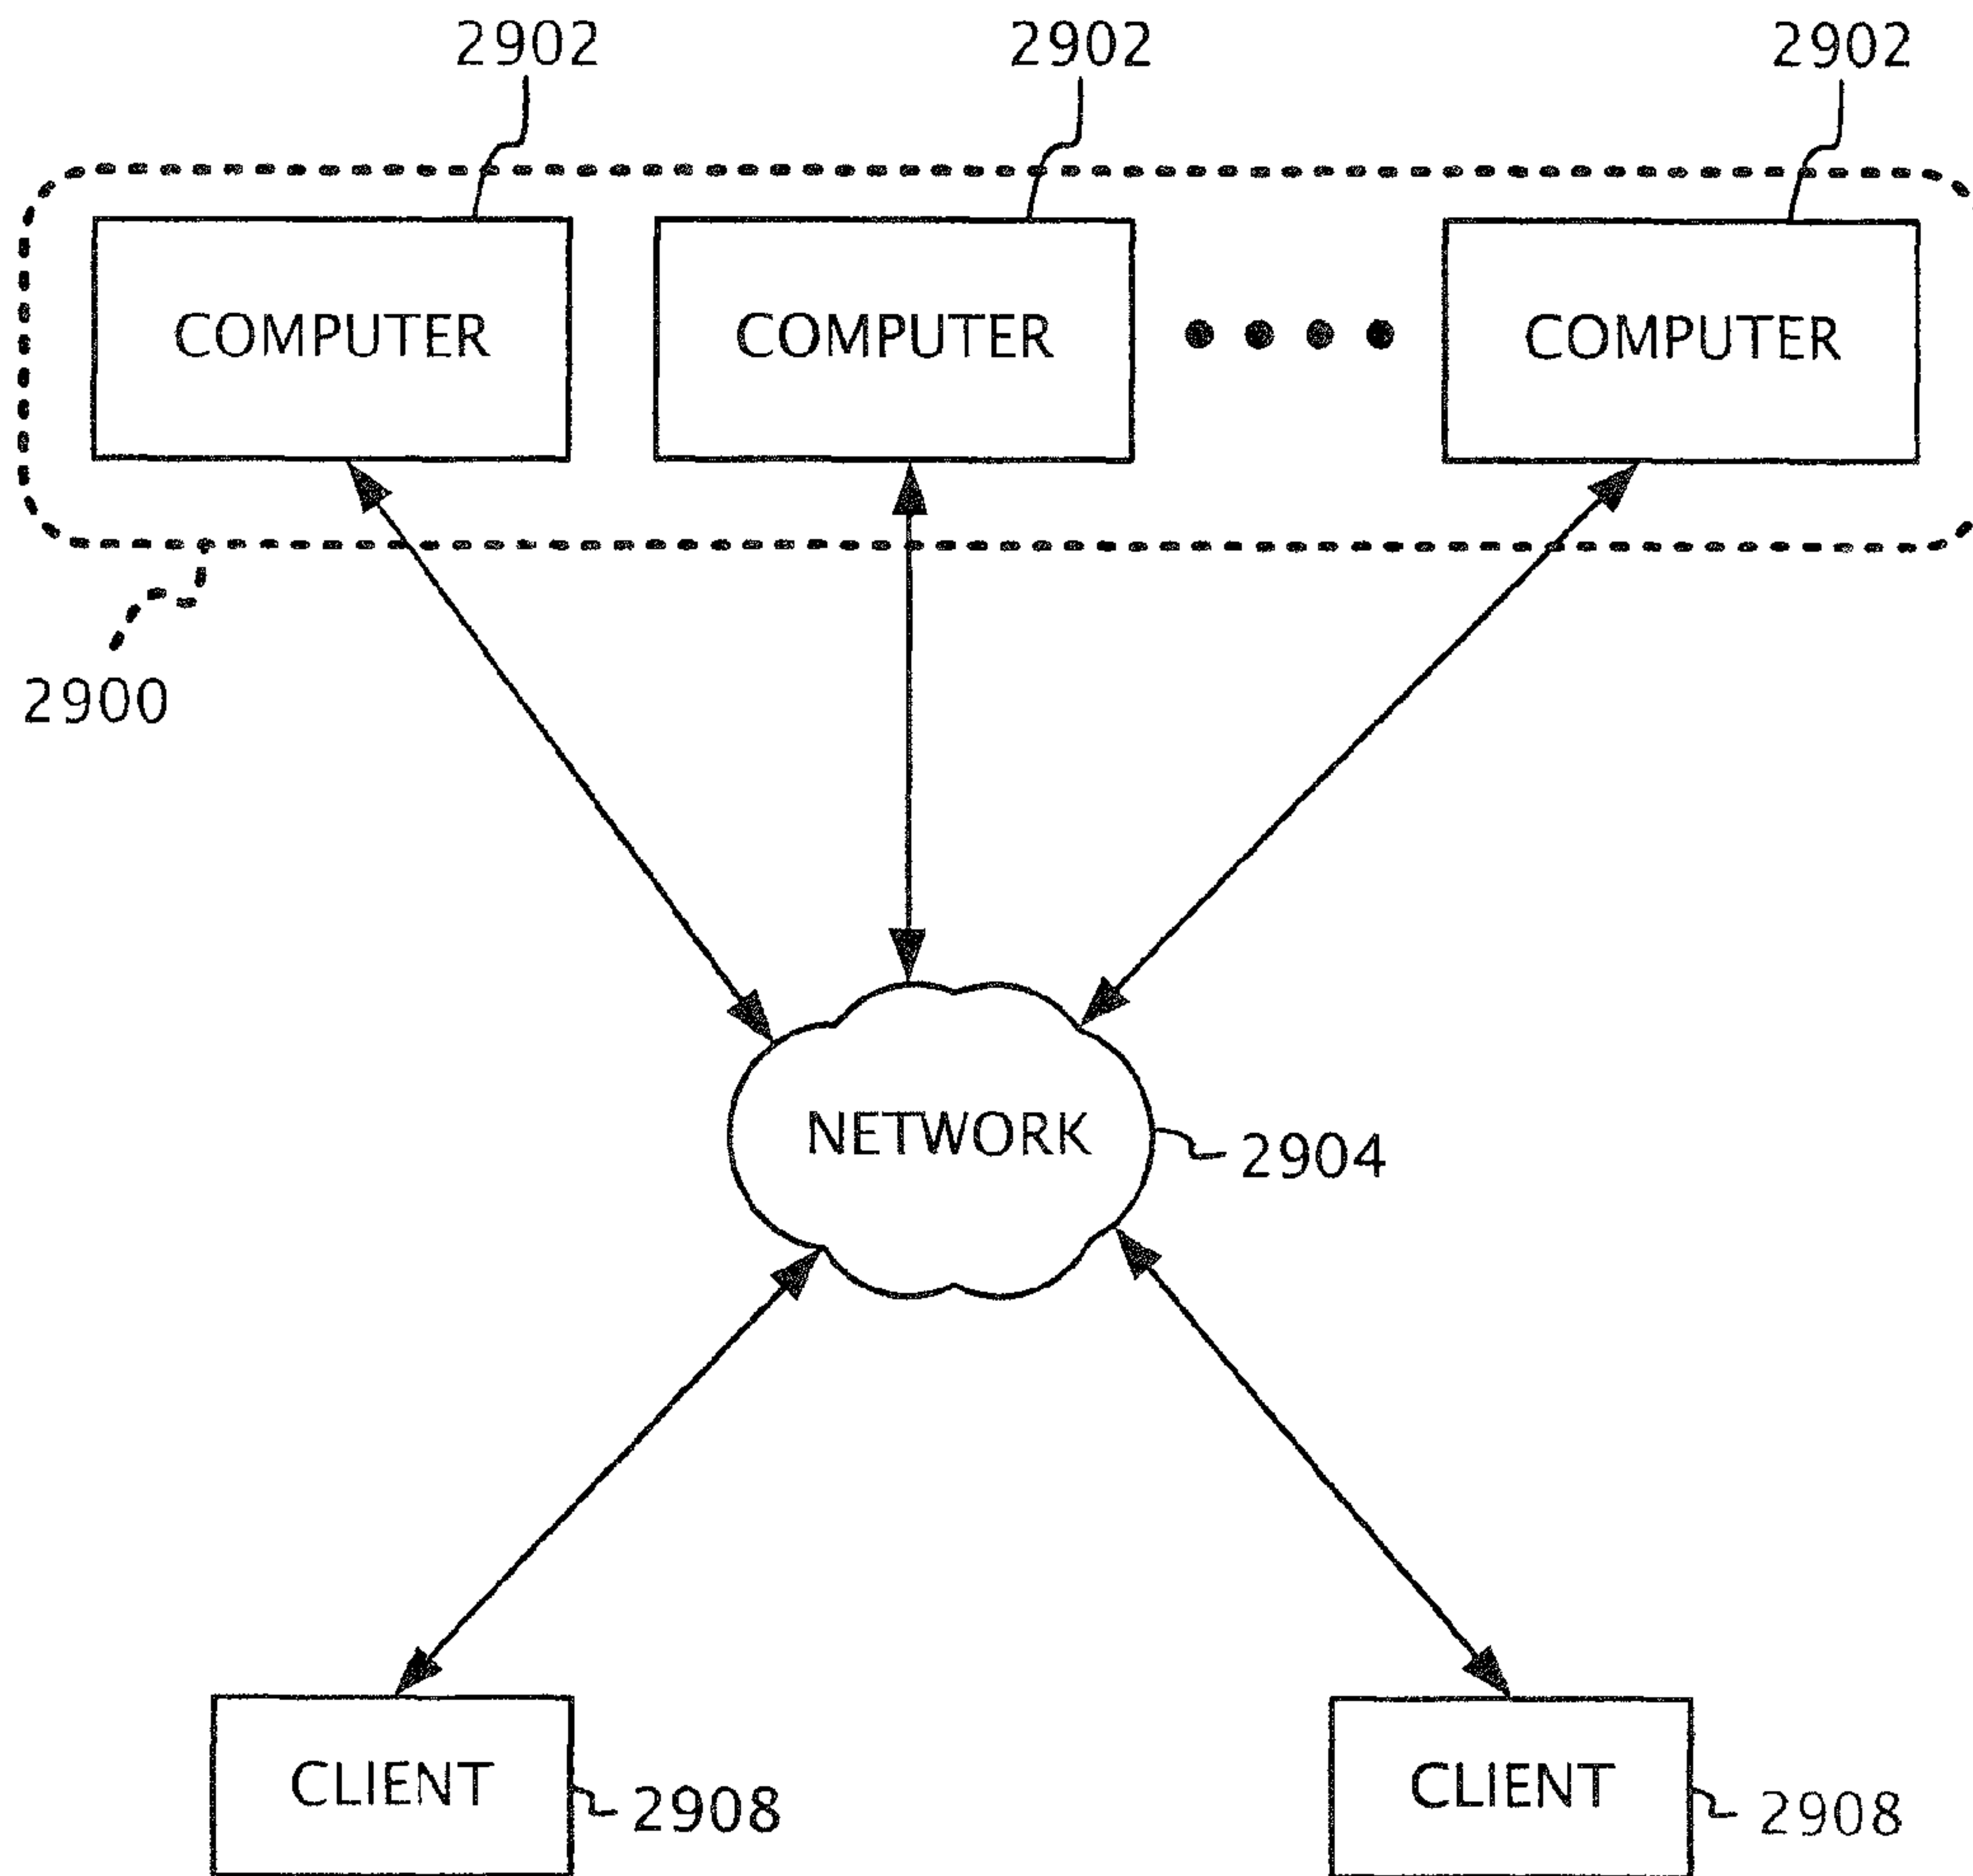 2902 2902 2902
COMPUTER COMPUTER COMPUTER
2900
NETWORK 2904
CLIENT 2908 CLIENT 2908